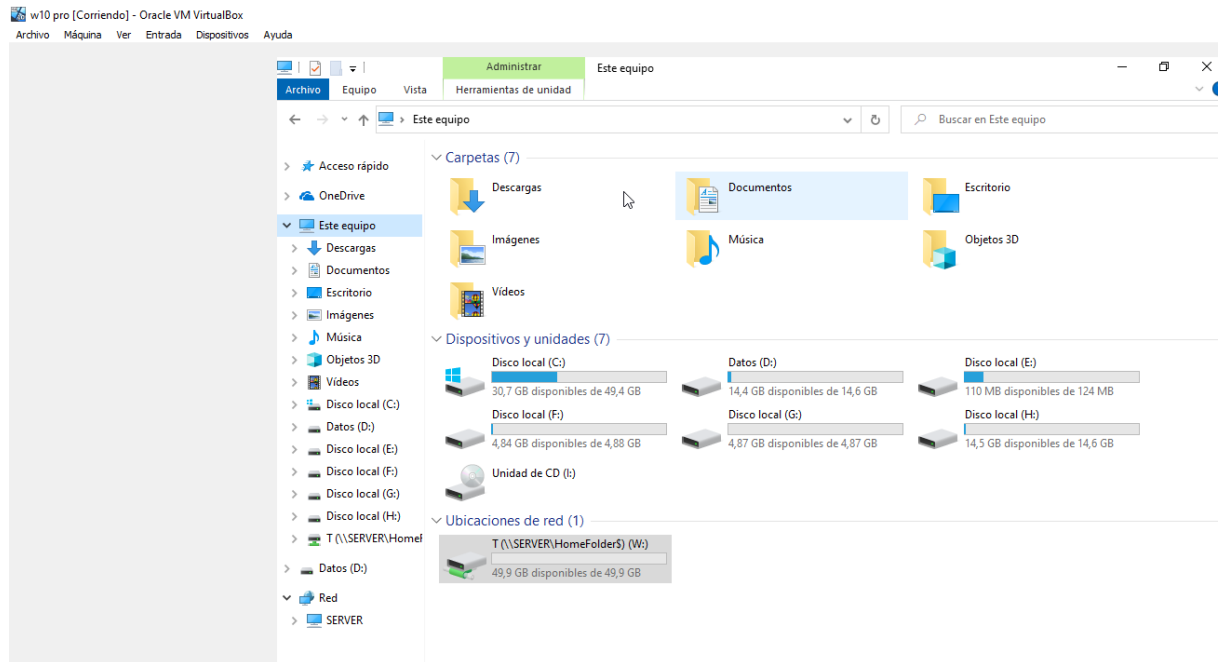 w10 pro [Corriendo] - Oracle VM VirtualBox
Archivo Máquina Ver Entrada Dispositivos Ayuda
Administrar Este equipo
Archivo Equipo Vista Herramientas de unidad
Este equipo Buscar en Este equipo
Acceso rápido
OneDrive
Este equipo
Descargas
Documentos
Escritorio
Imágenes
Música
Objetos 3D
Vídeos
Disco local (C:)
Datos (D:)
Disco local (E:)
Disco local (F:)
Disco local (G:)
Disco local (H:)
T (\\SERVER\HomeF
Datos (D:)
Red
SERVER
Carpetas (7)
Descargas Documentos Escritorio
Imágenes Música Objetos 3D
Vídeos
Dispositivos y unidades (7)
Disco local (C:) Datos (D:) Disco local (E:)
30,7 GB disponibles de 49,4 GB 14,4 GB disponibles de 14,6 GB 110 MB disponibles de 124 MB
Disco local (F:) Disco local (G:) Disco local (H:)
4,84 GB disponibles de 4,88 GB 4,87 GB disponibles de 4,87 GB 14,5 GB disponibles de 14,6 GB
Unidad de CD (I:)
Ubicaciones de red (1)
T (\\SERVER\HomeFolder$) (W:)
49,9 GB disponibles de 49,9 GB